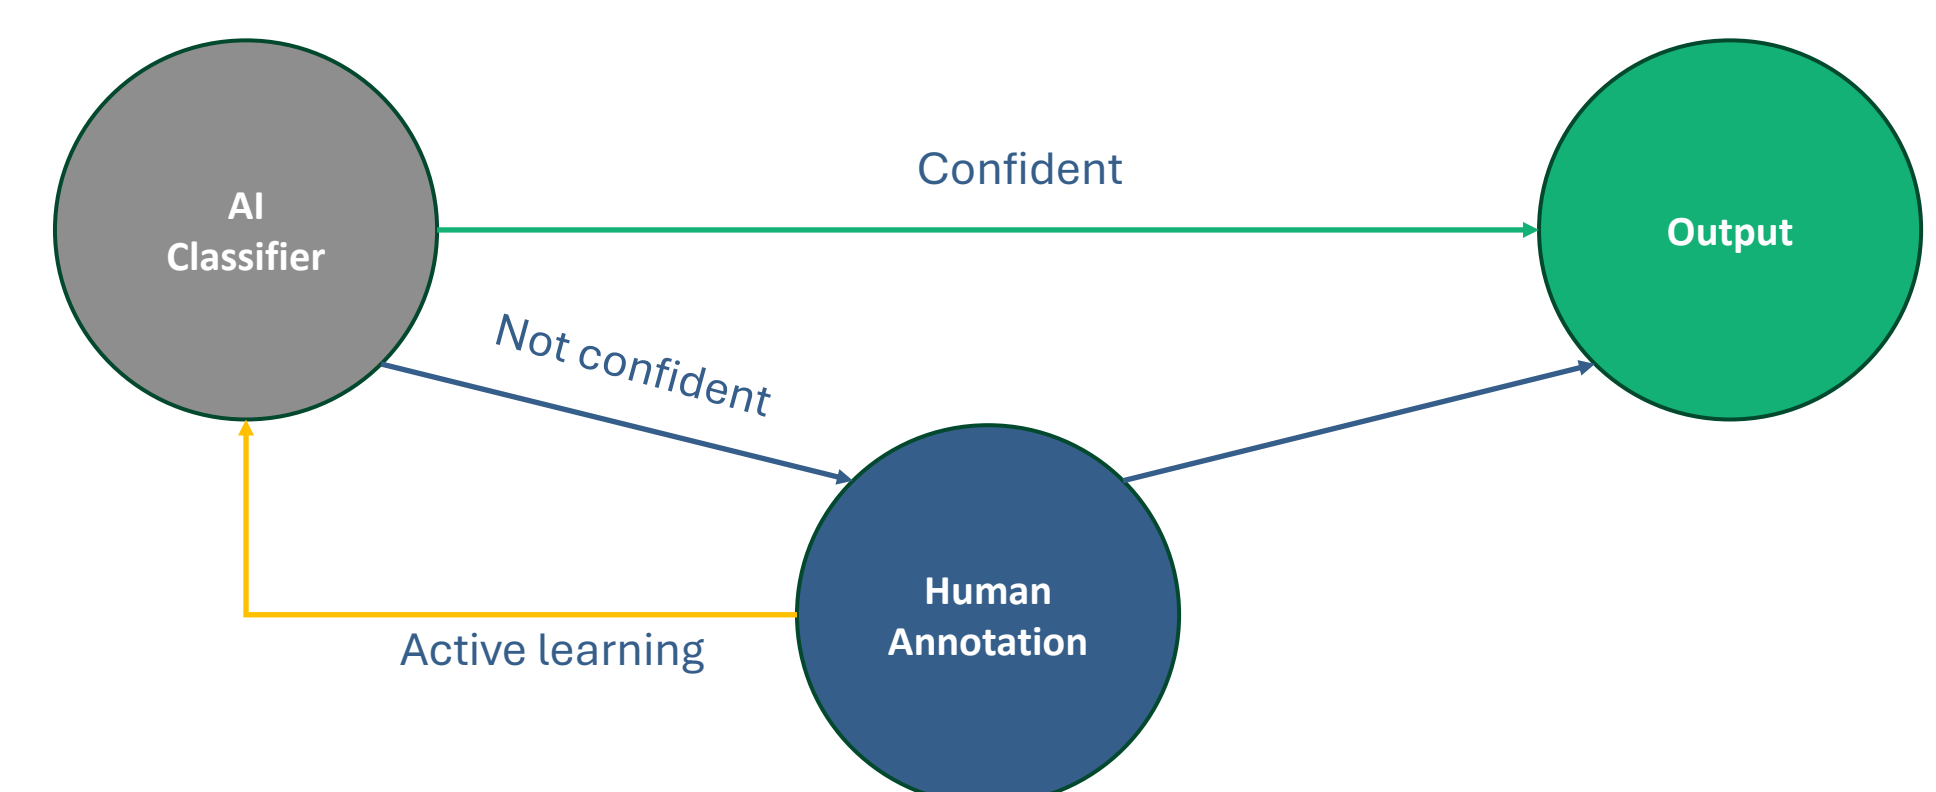 AI
Classifier
Confident
Output
Not confident
Human
Annotation
Active learning